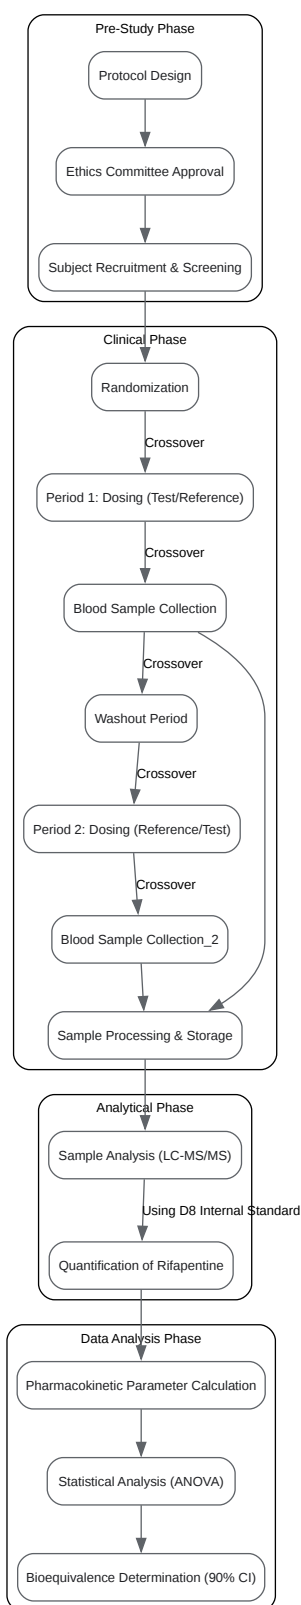 Pre-Study Phase
Protocol Design
Ethics Committee Approval
Subject Recruitment & Screening
Clinical Phase
Randomization
Crossover
Period 1: Dosing (Test/Reference)
Crossover
Blood Sample Collection
Crossover
Washout Period
Crossover
Period 2: Dosing (Reference/Test)
Crossover
Blood Sample Collection_2
Sample Processing & Storage
Analytical Phase
Sample Analysis (LC-MS/MS)
Using D8 Internal Standard
Quantification of Rifapentine
Data Analysis Phase
Pharmacokinetic Parameter Calculation
Statistical Analysis (ANOVA)
Bioequivalence Determination (90% CI)